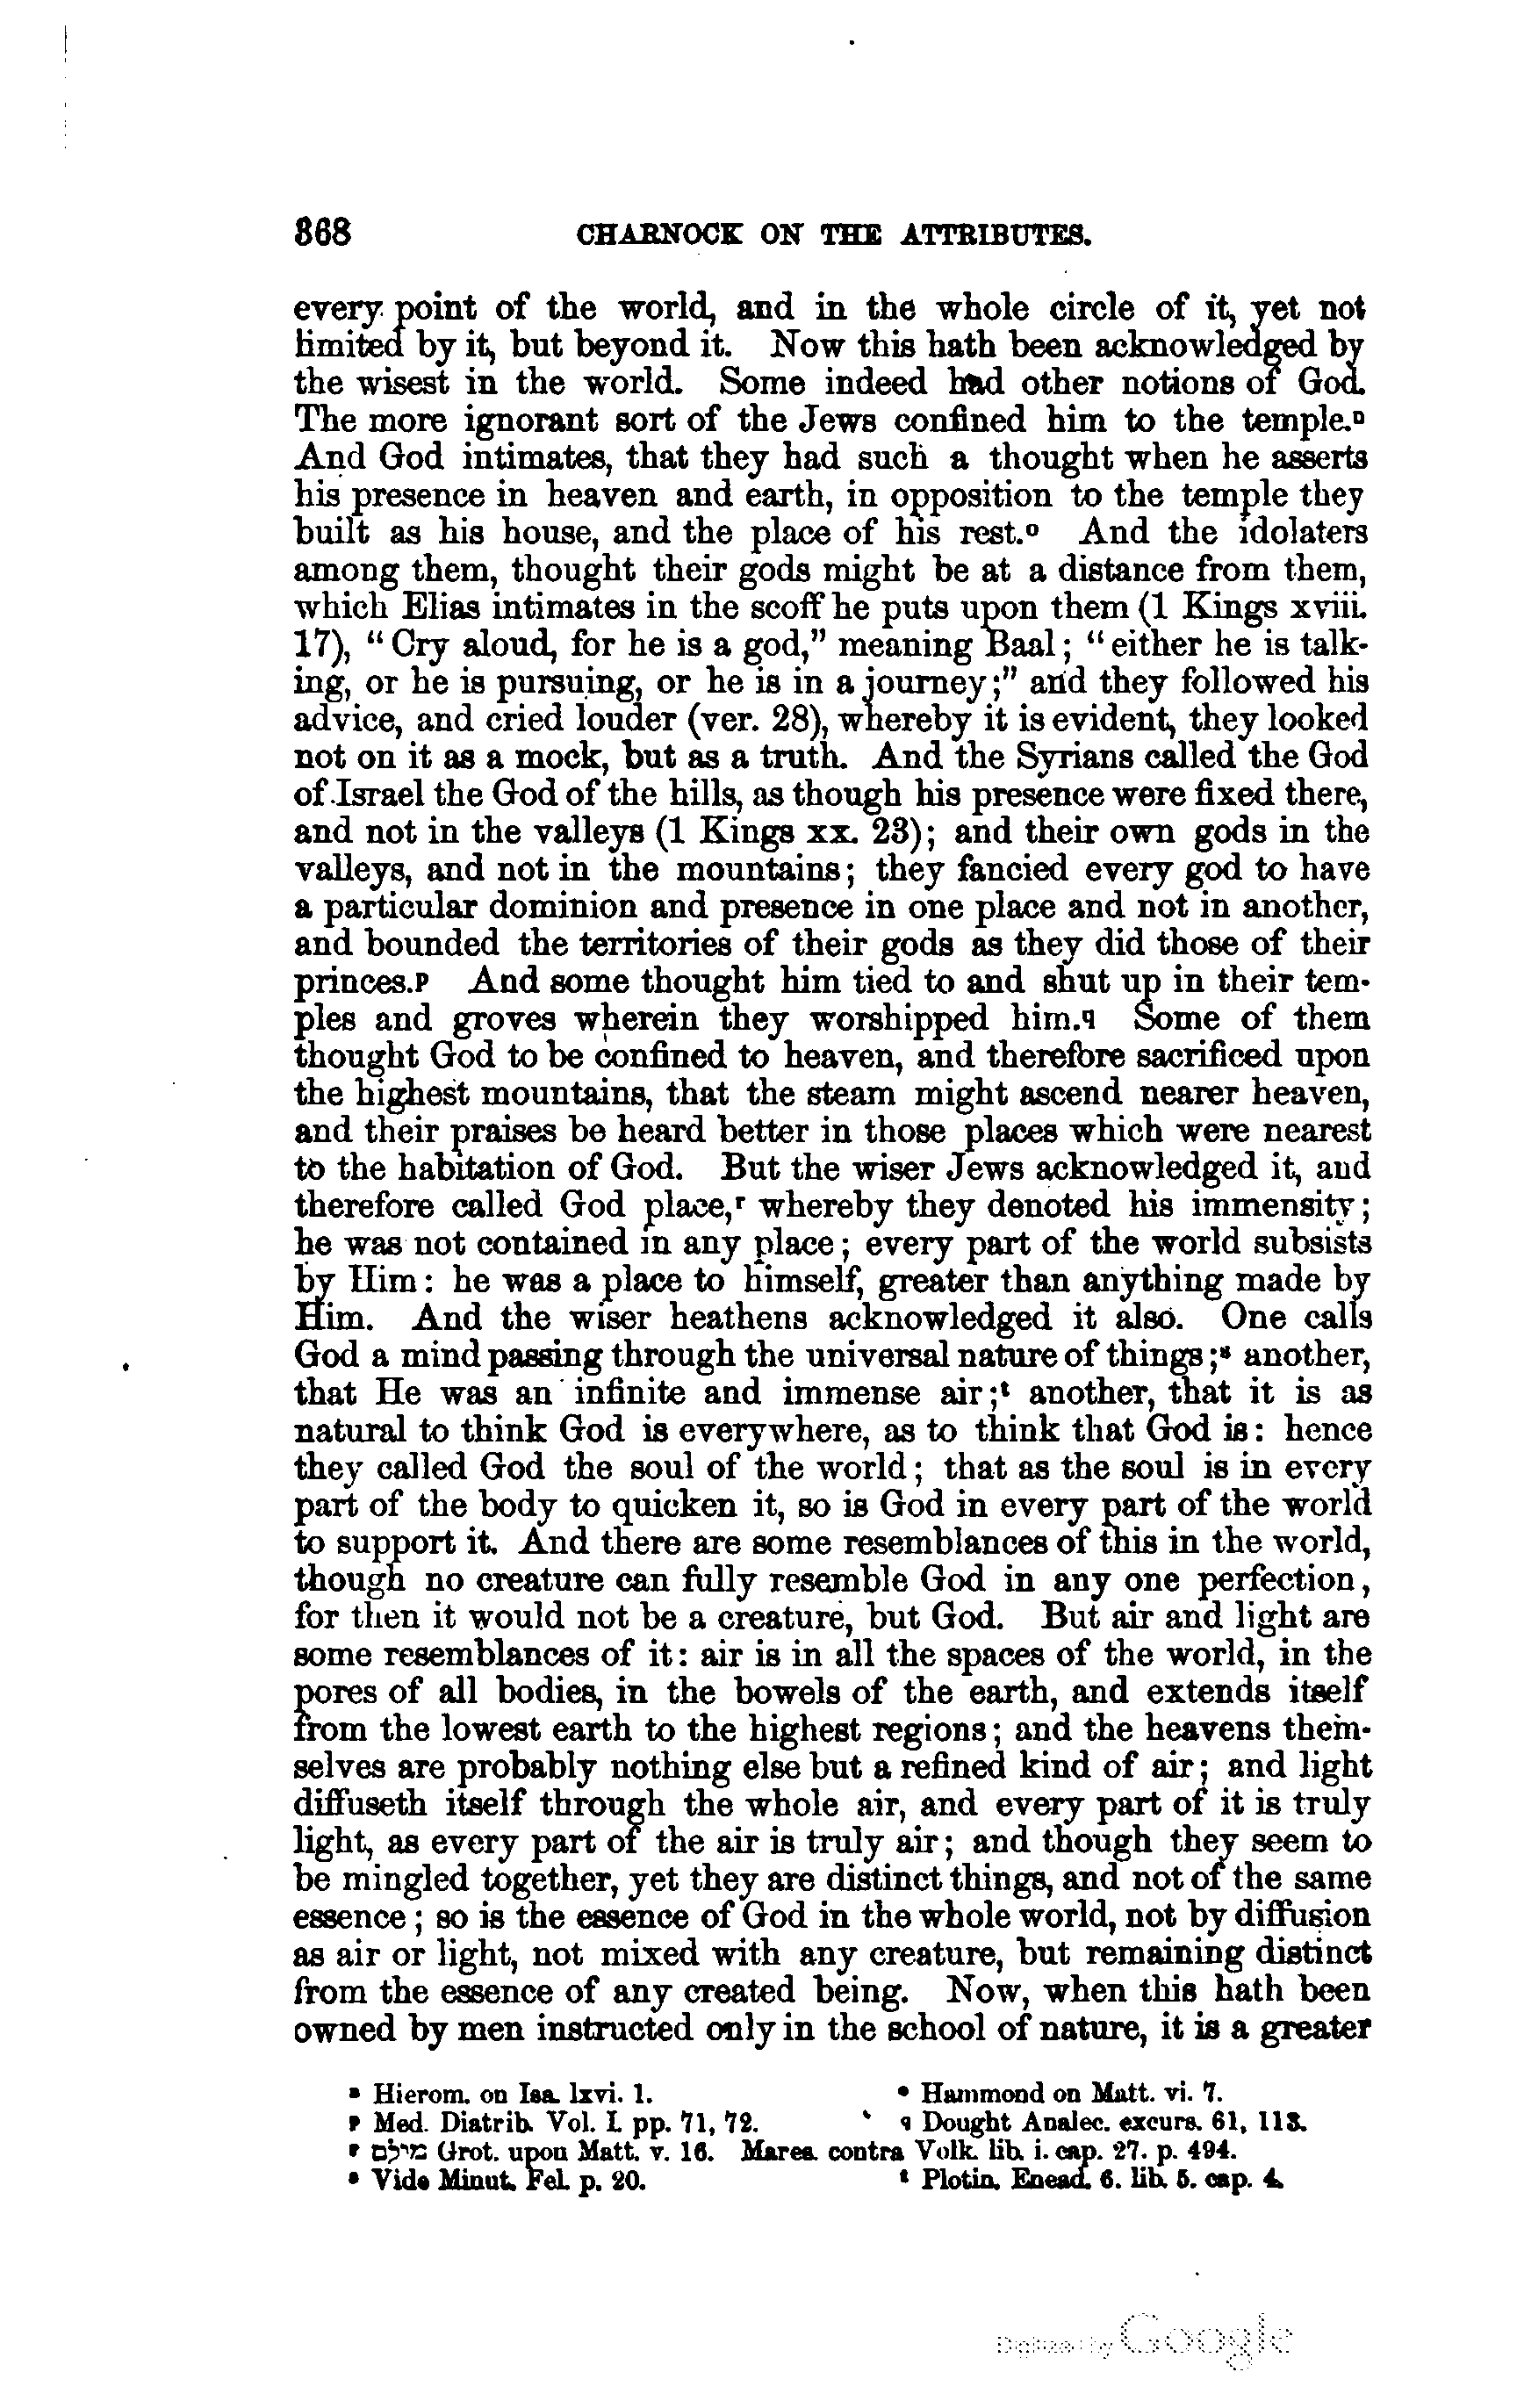 368 CHARNOCK ON THE ATTRIBUTES.
every point of the world, and in the whole circle of it, yet not
limited by it, but beyond it. Now this hath been acknowledged by
the wisest in the world. Some indeed had other notions of God.
The more ignorant sort of the Jews confined him to the temple.ⁿ
And God intimates, that they had such a thought when he asserts
his presence in heaven and earth, in opposition to the temple they
built as his house, and the place of his rest.º And the idolaters
among them, thought their gods might be at a distance from them,
which Elias intimates in the scoff he puts upon them (1 Kings xviii.
17), “Cry aloud, for he is a god,” meaning Baal; “either he is talk-
ing, or he is pursuing, or he is in a journey;” and they followed his
advice, and cried louder (ver. 28), whereby it is evident, they looked
not on it as a mock, but as a truth. And the Syrians called the God
of Israel the God of the hills, as though his presence were fixed there,
and not in the valleys (1 Kings xx. 23); and their own gods in the
valleys, and not in the mountains; they fancied every god to have
a particular dominion and presence in one place and not in another,
and bounded the territories of their gods as they did those of their
princes.p And some thought him tied to and shut up in their tem-
ples and groves wherein they worshipped him.q Some of them
thought God to be confined to heaven, and therefore sacrificed upon
the highest mountains, that the steam might ascend nearer heaven,
and their praises be heard better in those places which were nearest
to the habitation of God. But the wiser Jews acknowledged it, and
therefore called God place,r whereby they denoted his immensity;
he was not contained in any place; every part of the world subsists
by Him: he was a place to himself, greater than anything made by
Him. And the wiser heathens acknowledged it also. One calls
God a mind passing through the universal nature of things;s another,
that He was an infinite and immense air;t another, that it is as
natural to think God is everywhere, as to think that God is: hence
they called God the soul of the world; that as the soul is in every
part of the body to quicken it, so is God in every part of the world
to support it. And there are some resemblances of this in the world,
though no creature can fully resemble God in any one perfection,
for then it would not be a creature, but God. But air and light are
some resemblances of it: air is in all the spaces of the world, in the
pores of all bodies, in the bowels of the earth, and extends itself
from the lowest earth to the highest regions; and the heavens them-
selves are probably nothing else but a refined kind of air; and light
diffuseth itself through the whole air, and every part of it is truly
light, as every part of the air is truly air; and though they seem to
be mingled together, yet they are distinct things, and not of the same
essence; so is the essence of God in the whole world, not by diffusion
as air or light, not mixed with any creature, but remaining distinct
from the essence of any created being. Now, when this hath been
owned by men instructed only in the school of nature, it is a greater
n Hierom. on Isa. lxvi. 1. o Hammond on Matt. vi. 7.
p Med. Diatrib. Vol. I. pp. 71, 72. q Dought Analec. excurs. 61, 113.
r Grot. upon Matt. v. 16. Mares. contra Volk. lib. i. cap. 27. p. 494.
s Vide Minut. Fel. p. 20. t Plotin. Enead. 6. lib. 5. cap. 4.
Digitized by Google